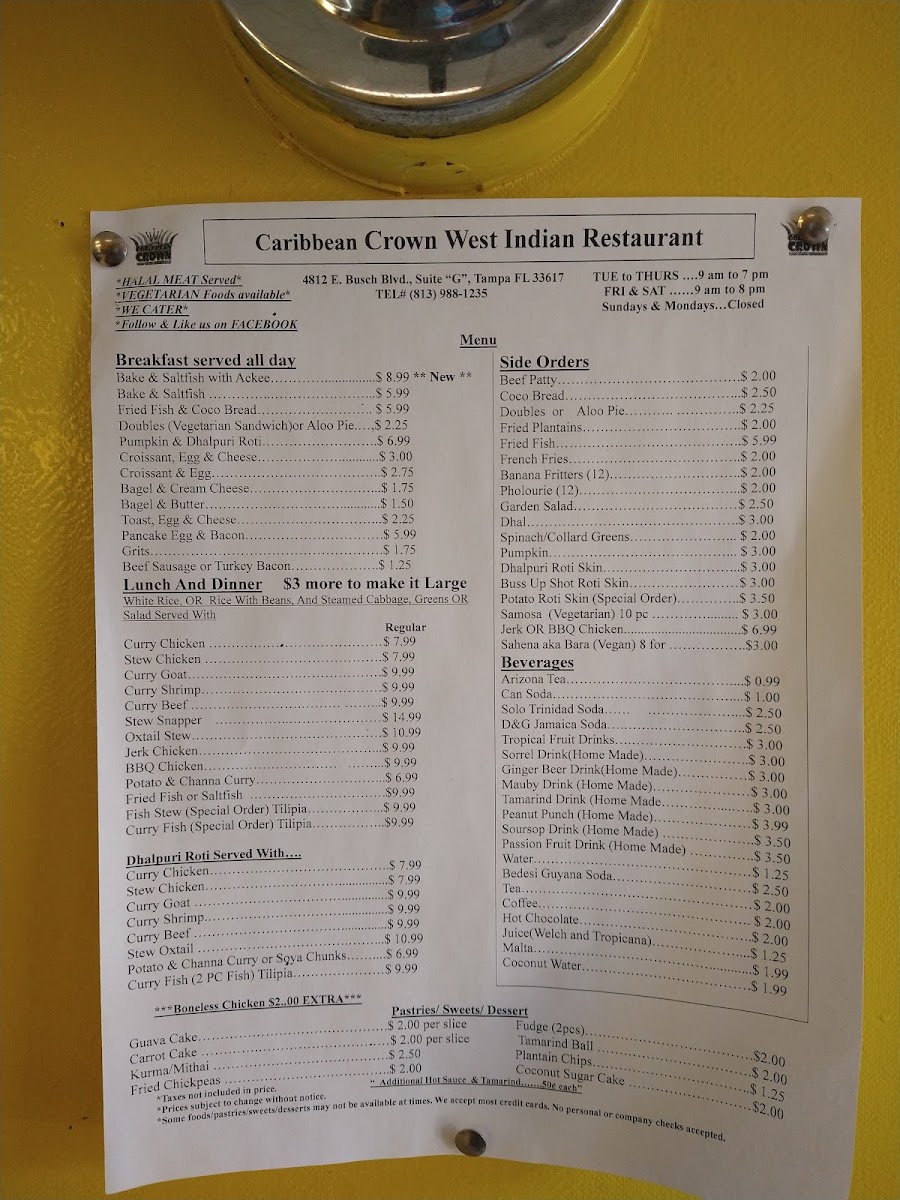 Caribbean Crown West Indian Restaurant
CROWN
CROWN
*HALAL MEAT Served*
*VEGETARIAN Foods available*
*WE CATER*
*Follow & Like us on FACEBOOK
4812 E. Busch Blvd., Suite "G", Tampa FL 33617
TEL# (813) 988-1235
TUE to THURS ....9 am to 7 pm
FRI & SAT ......9 am to 8 pm
Sundays & Mondays...Closed
Menu
Breakfast served all day
Bake & Saltfish with Ackee..............................$ 8.99 ** New **
Bake & Saltfish ..........................................$ 5.99
Fried Fish & Coco Bread............................ $ 5.99
Doubles (Vegetarian Sandwich)or Aloo Pie....,$ 2.25
Pumpkin & Dhalpuri Roti............................$ 6.99
Croissant, Egg & Cheese..............................$ 3.00
Croissant & Egg..........................................$ 2.75
Bagel & Cream Cheese................................$ 1.75
Bagel & Butter............................................$ 1.50
Toast, Egg & Cheese...................................$ 2.25
Pancake Egg & Bacon..................................$ 5.99
Grits..........................................................$ 1.75
Beef Sausage or Turkey Bacon.....................$ 1.25
Lunch And Dinner $3 more to make it Large
White Rice, OR Rice With Beans, And Steamed Cabbage, Greens OR
Salad Served With
Regular
Curry Chicken ..........................................$ 7.99
Stew Chicken ...........................................$ 7.99
Curry Goat................................................$ 9.99
Curry Shrimp.............................................$ 9.99
Curry Beef ................................ .........$ 9.99
Stew Snapper .......................................$ 14.99
Oxtail Stew...............................................$ 10.99
Jerk Chicken.............................................$ 9.99
BBQ Chicken................................ .........$ 9.99
Potato & Channa Curry...............................$ 6.99
Fried Fish or Saltfish .................................$9.99
Fish Stew (Special Order) Tilipia..................$ 9.99
Curry Fish (Special Order) Tilipia.................$9.99
Dhalpuri Roti Served With....
Curry Chicken...........................................$ 7.99
Stew Chicken............................................$ 7.99
Curry Goat ...............................................$ 9.99
Curry Shrimp............................................$ 9.99
Curry Beef ...............................................$ 9.99
Stew Oxtail ..............................................$ 10.99
Potato & Channa Curry or Soya Chunks..........$ 6.99
Curry Fish (2 PC Fish) Tilipia......................$ 9.99
***Boneless Chicken $2..00 EXTRA***
Side Orders
Beef Patty............................................$ 2.00
Coco Bread...........................................$ 2.50
Doubles or Aloo Pie........... ................$ 2.25
Fried Plantains......................................$ 2.00
Fried Fish.............................................$ 5.99
French Fries.........................................$ 2.00
Banana Fritters (12)................................$ 2.00
Pholourie (12).......................................$ 2.00
Garden Salad........................................$ 2.50
Dhal....................................................$ 3.00
Spinach/Collard Greens.......................... $ 2.00
Pumpkin.............................................. $ 3.00
Dhalpuri Roti Skin.................................$ 3.00
Buss Up Shot Roti Skin...........................$ 3.00
Potato Roti Skin (Special Order)...............$ 3.50
Samosa (Vegetarian) 10 pc ...................... $ 3.00
Jerk OR BBQ Chicken............................$ 6.99
Sahena aka Bara (Vegan) 8 for ..................$3.00
Beverages
Arizona Tea..........................................$ 0.99
Can Soda..............................................$ 1.00
Solo Trinidad Soda...... .......................$ 2.50
D&G Jamaica Soda.................................$ 2.50
Tropical Fruit Drinks...............................$ 3.00
Sorrel Drink(Home Made)........................$ 3.00
Ginger Beer Drink(Home Made).................$ 3.00
Mauby Drink (Home Made).......................$ 3.00
Tamarind Drink (Home Made....................$ 3.00
Peanut Punch (Home Made)......................$ 3.99
Soursop Drink (Home Made) .....................$ 3.50
Passion Fruit Drink (Home Made) ...............$ 3.50
Water...................................................$ 1.25
Bedesi Guyana Soda................................$ 2.50
Tea......................................................$ 2.00
Coffee..................................................$ 2.00
Hot Chocolate........................................$ 2.00
Juice(Welch and Tropicana).......................$ 1.25
Malta....................................................$ 1.99
Coconut Water........................................$ 1.99
Pastries/ Sweets/ Dessert
Guava Cake..............................................$ 2.00 per slice
Carrot Cake .............................................$ 2.00 per slice
Kurma/Mithai ...........................................$ 2.50
Fried Chickpeas ........................................$ 2.00
Fudge (2pcs)..........................................$2.00
Tamarind Ball ........................................$ 2.00
Plantain Chips........................................$ 1.25
Coconut Sugar Cake ................................$2.00
" Additional Hot Sauce & Tamarind.......50¢ each"
*Taxes not included in price.
*Prices subject to change without notice.
*Some foods/pastries/sweets/desserts may not be available at times. We accept most credit cards. No personal or company checks accepted.